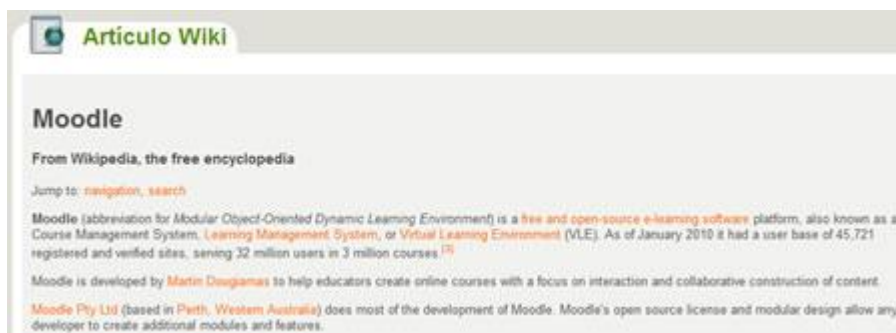 Artículo Wiki
Moodle
From Wikipedia, the free encyclopedia
Jump to: navigation, search
Moodle (abbreviation for Modular Object-Oriented Dynamic Learning Environment) is a free and open-source e-learning software platform, also known as a
Course Management System, Learning Management System, or Virtual Learning Environment (VLE). As of January 2010 it had a user base of 45,721
registered and verified sites, serving 32 million users in 3 million courses.
Moodle is developed by Martin Dougiamas to help educators create online courses with a focus on interaction and collaborative construction of content.
Moodle Pty Ltd (based in Perth, Western Australia) does most of the development of Moodle. Moodle's open source license and modular design allow any
developer to create additional modules and features.